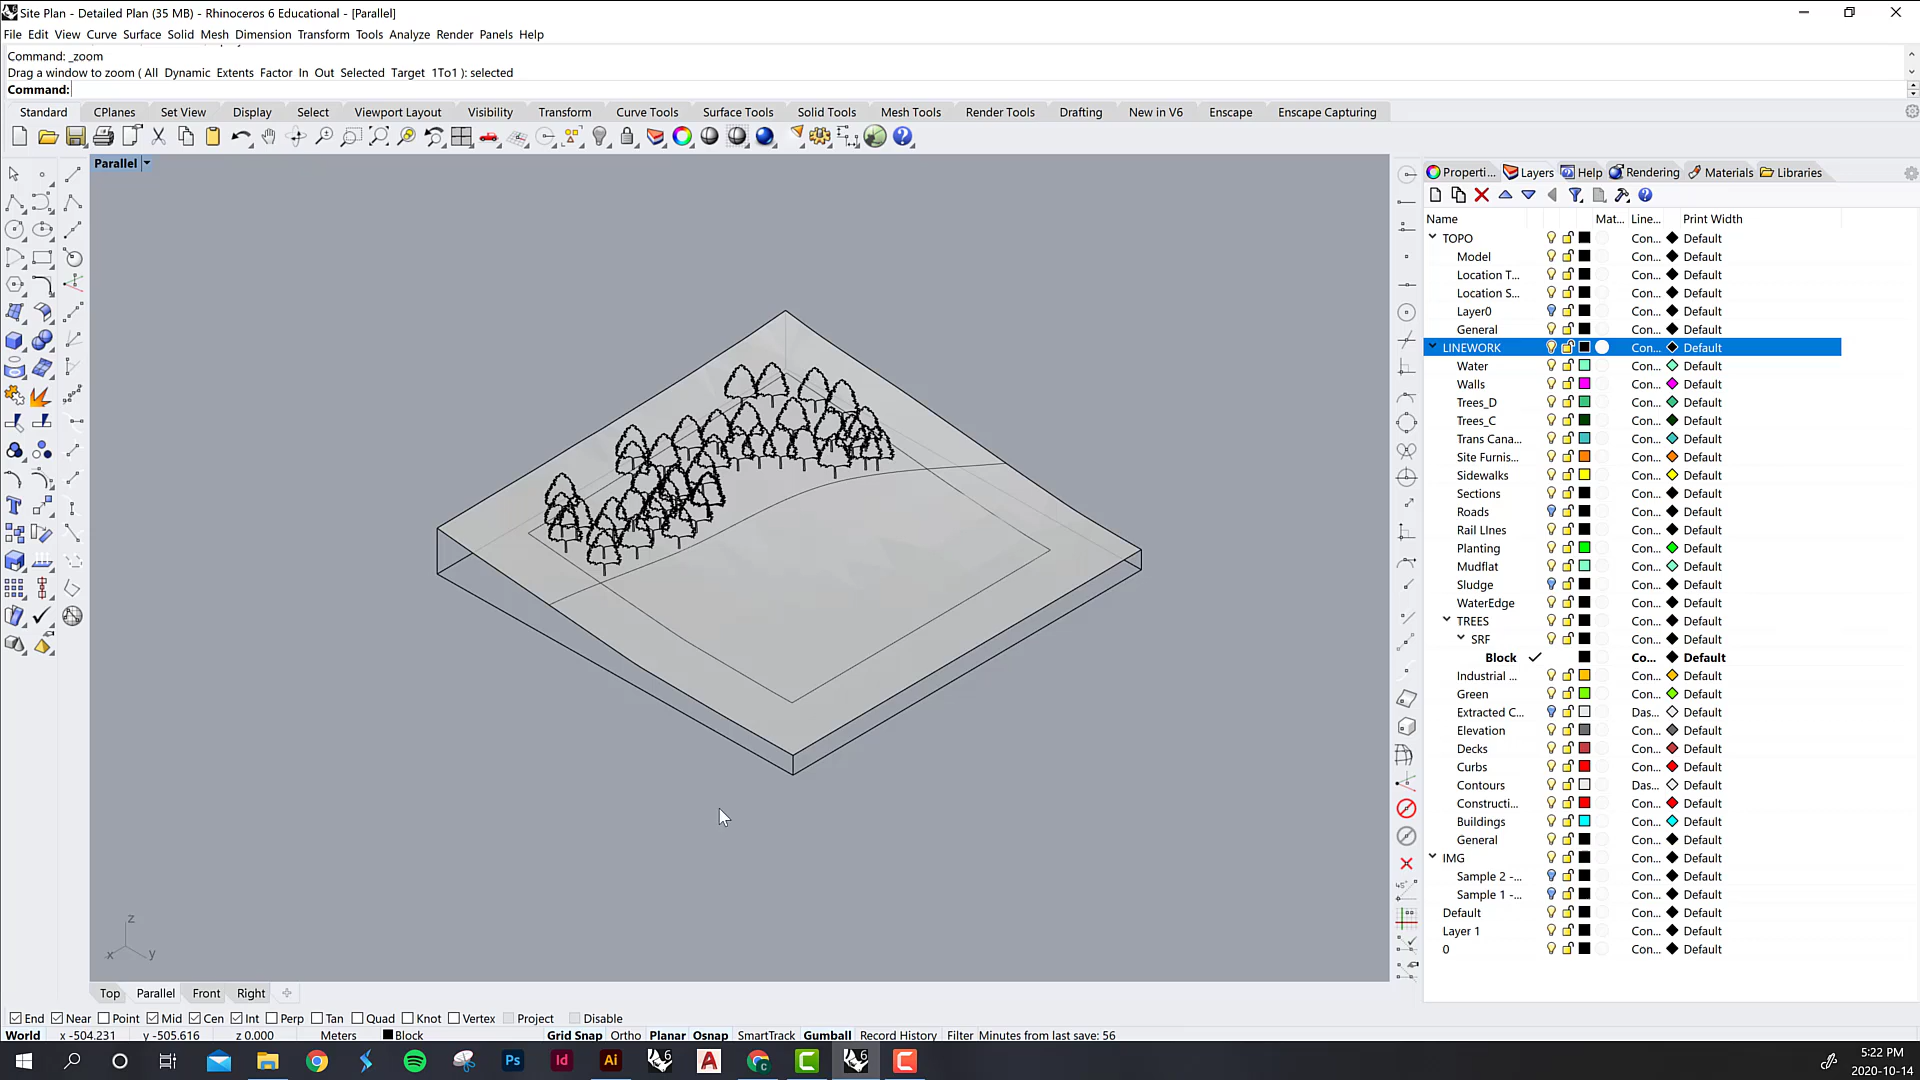 Site Plan - Detailed Plan (35 MB) - Rhinoceros 6 Educational - [Parallel]
File Edit View Curve Surface Solid Mesh Dimension Transform Tools Analyze Render Panels Help
Command: _zoom
Drag a window to zoom ( All Dynamic Extents Factor In Out Selected Target 1To1 ): selected
Command:
Standard CPlanes Set View Display Select Viewport Layout Visibility Transform Curve Tools Surface Tools Solid Tools Mesh Tools Render Tools Drafting New in V6 Enscape Enscape Capturing
Parallel
Properti... Layers Help Rendering Materials Libraries
Name Mat... Line... Print Width
TOPO Con... Default
Model Con... Default
Location T... Con... Default
Location S... Con... Default
Layer0 Con... Default
General Con... Default
LINEWORK Con... Default
Water Con... Default
Walls Con... Default
Trees_D Con... Default
Trees_C Con... Default
Trans Cana... Con... Default
Site Furnis... Con... Default
Sidewalks Con... Default
Sections Con... Default
Roads Con... Default
Rail LInes Con... Default
Planting Con... Default
Mudflat Con... Default
Sludge Con... Default
WaterEdge Con... Default
TREES Con... Default
SRF Con... Default
Block Co... Default
Industrial ... Con... Default
Green Con... Default
Extracted C... Das... Default
Elevation Con... Default
Decks Con... Default
Curbs Con... Default
Contours Das... Default
Constructi... Con... Default
Buildings Con... Default
General Con... Default
IMG Con... Default
Sample 2 -... Con... Default
Sample 1 -... Con... Default
Default Con... Default
Layer 1 Con... Default
0 Con... Default
z
x y
Top Parallel Front Right
End Near Point Mid Cen Int Perp Tan Quad Knot Vertex Project Disable
World x -504.231 y -505.616 z 0.000 Meters Block Grid Snap Ortho Planar Osnap SmartTrack Gumball Record History Filter Minutes from last save: 56
Ps Id Ai 6 A C 6 C
5:22 PM
2020-10-14